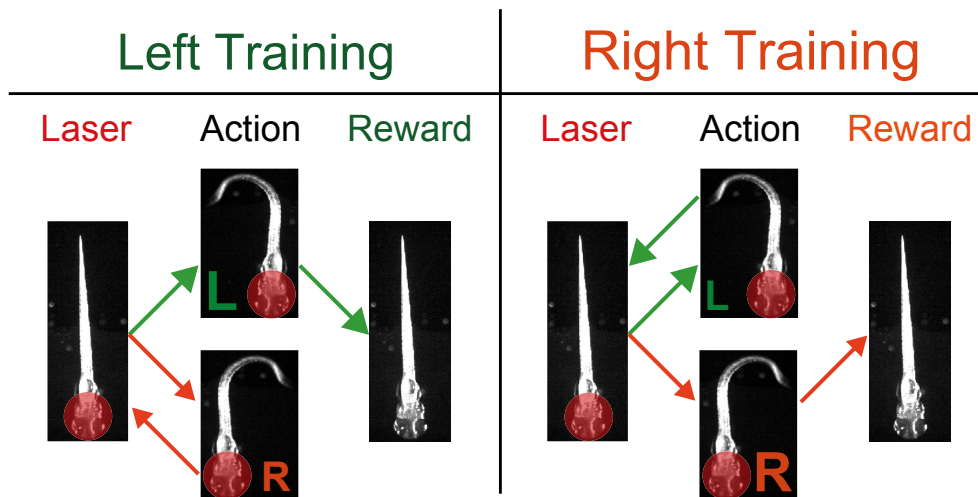 Left Training
Right Training
Laser
Action
Reward
Laser
Action
Reward
L
L
R
R